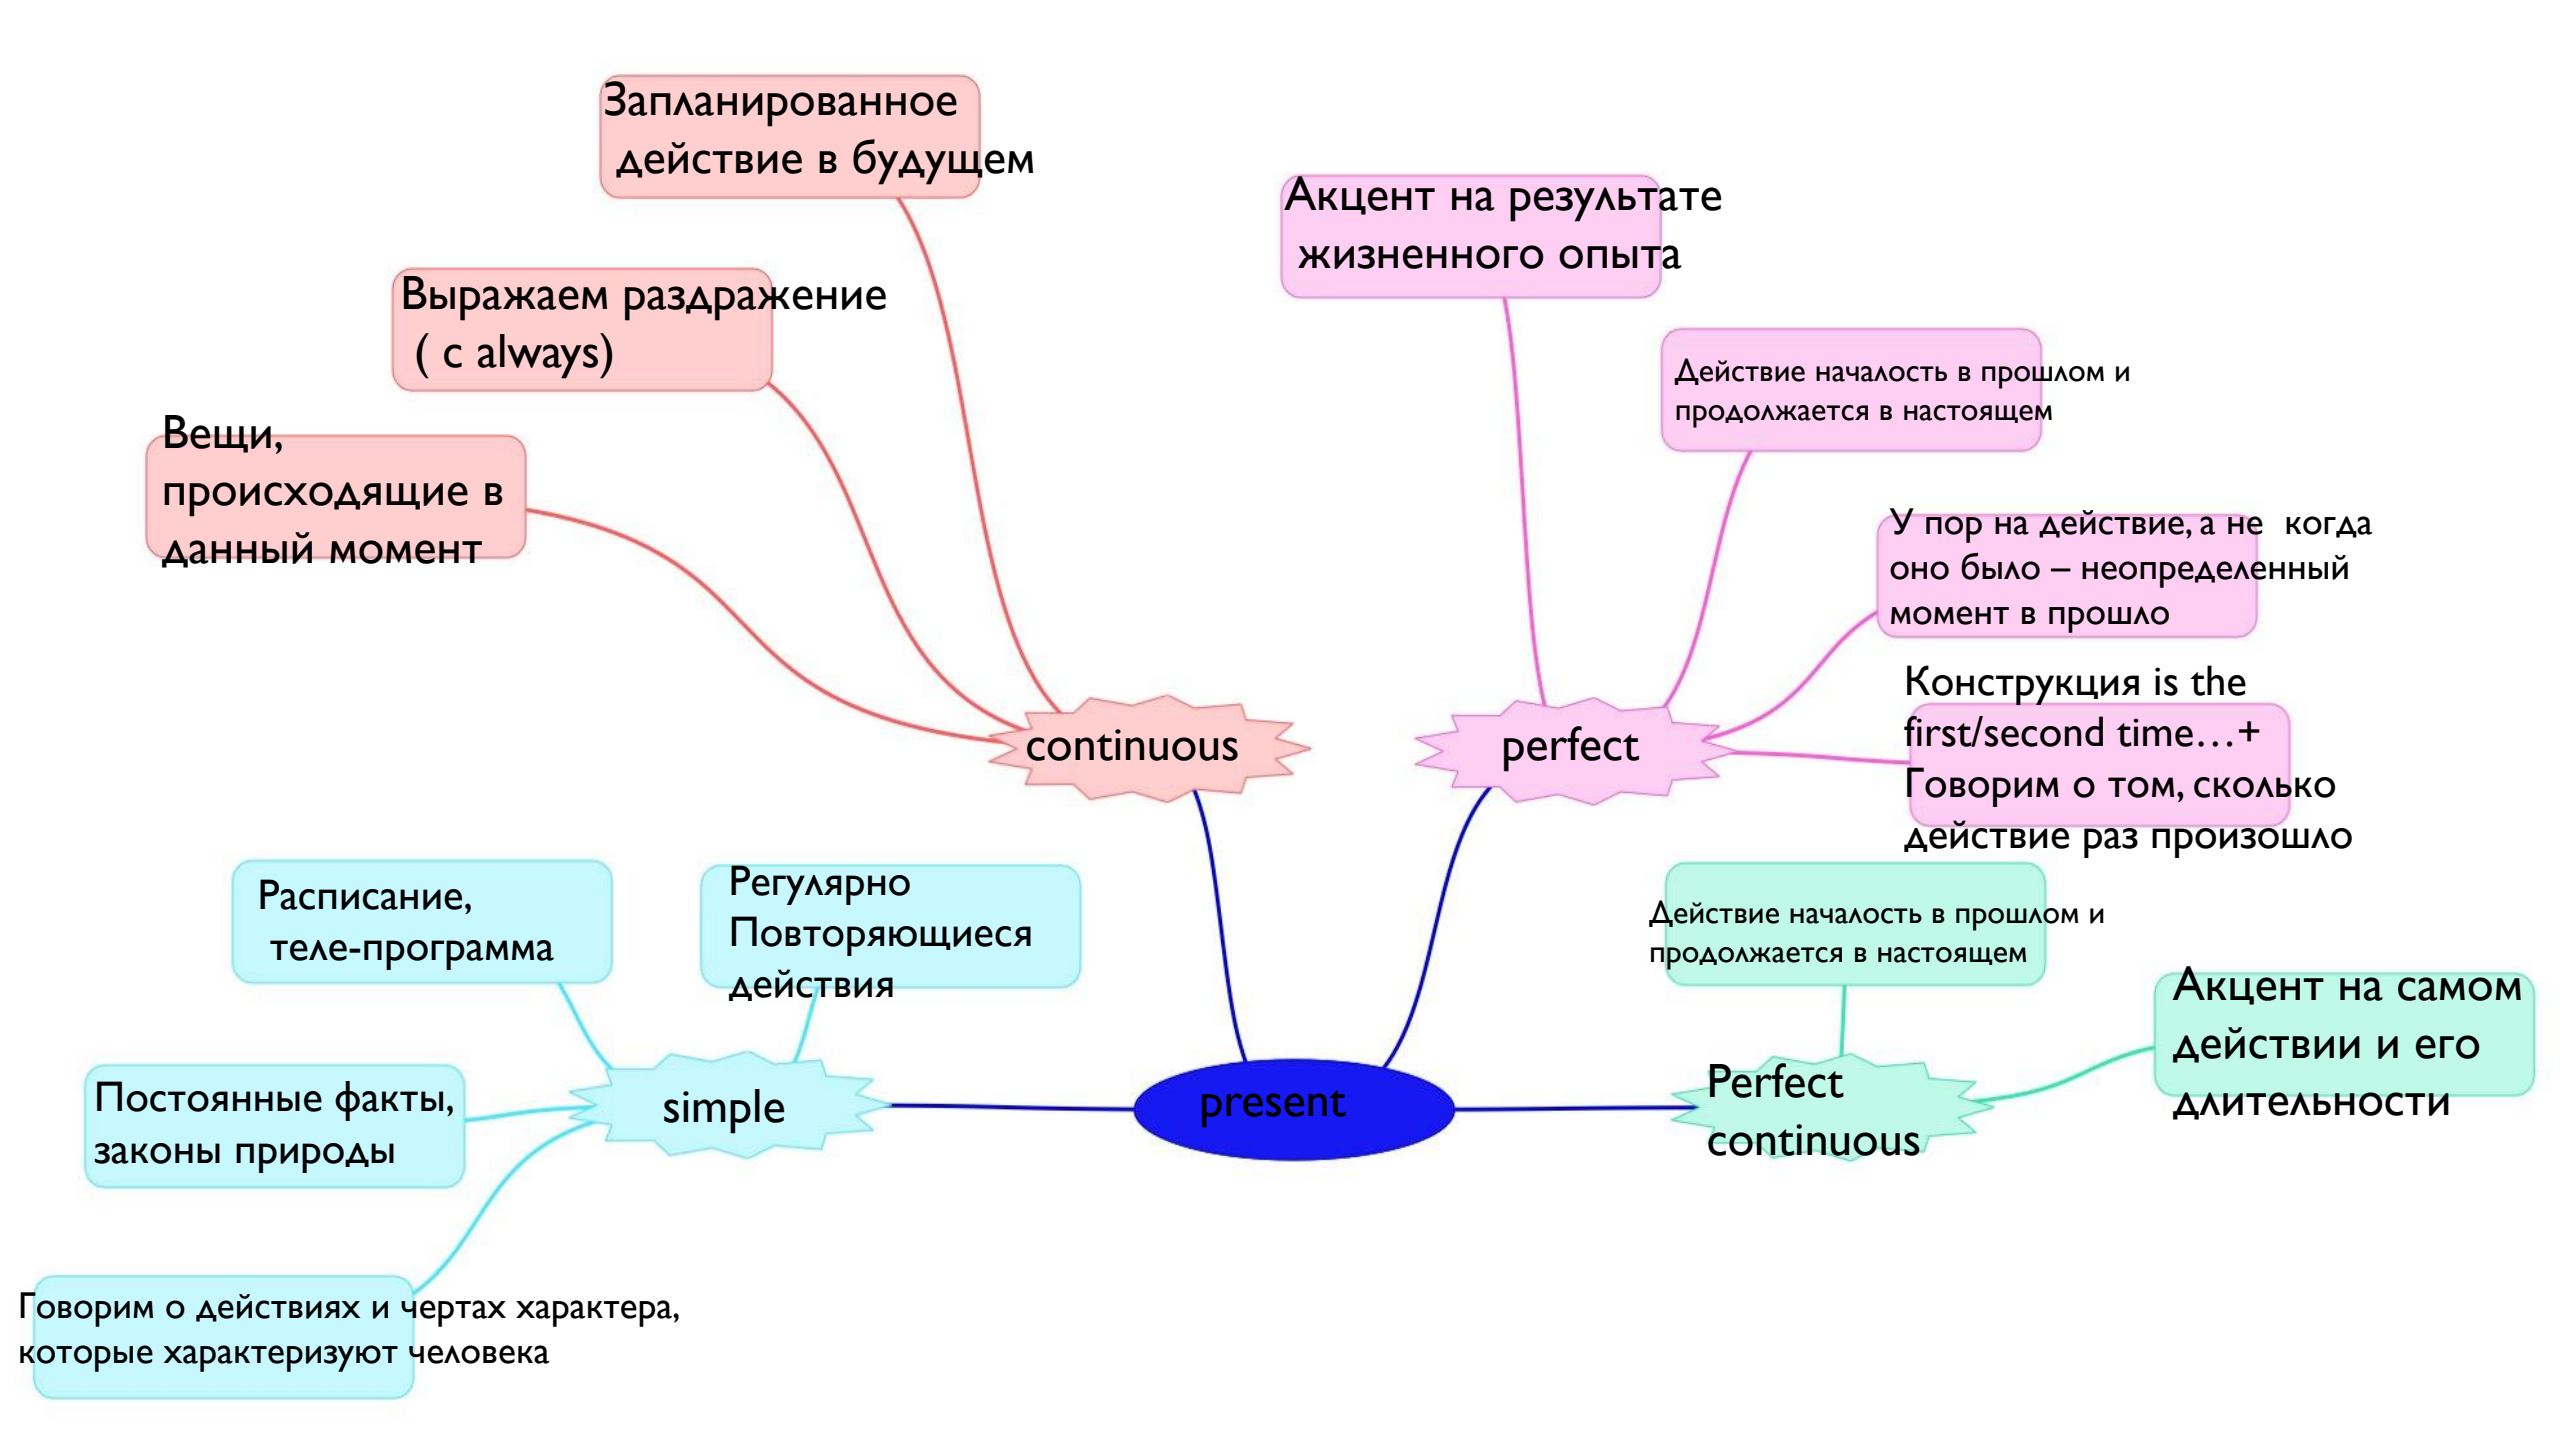 Запланированное
действие в будущем
Выражаем раздражение
( с always)
Вещи,
происходящие в
данный момент
continuous
Акцент на результате
жизненного опыта
Действие началость в прошлом и
продолжается в настоящем
У пор на действие, а не когда
оно было – неопределенный
момент в прошло
Конструкция is the
first/second time…+
Говорим о том, сколько
действие раз произошло
perfect
Расписание,
теле-программа
Регулярно
Повторяющиеся
действия
Постоянные факты,
законы природы
simple
Говорим о действиях и чертах характера,
которые характеризуют человека
present
Действие началость в прошлом и
продолжается в настоящем
Акцент на самом
действии и его
длительности
Perfect
continuous